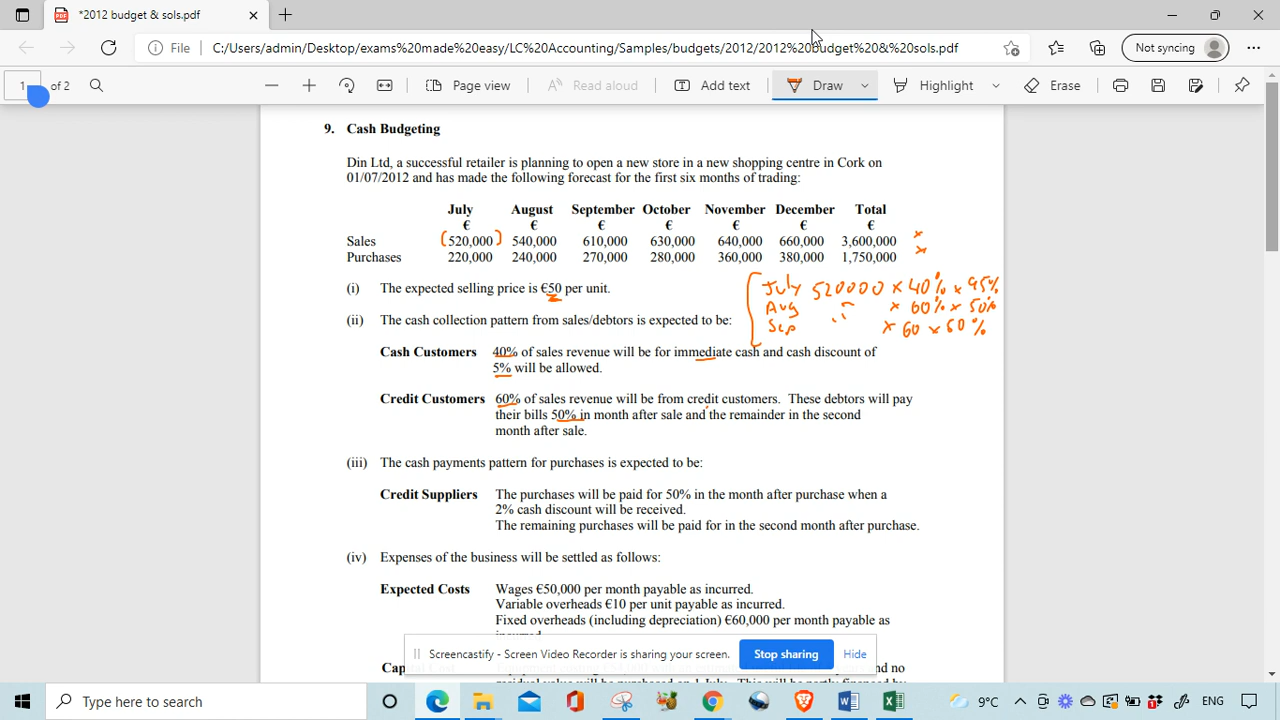 *2012 budget & sols.pdf
File C:/Users/admin/Desktop/exams%20made%20easy/LC%20Accounting/Samples/budgets/2012/2012%20budget%20&%20sols.pdf Not syncing
1 of 2 Page view Read aloud Add text Draw Highlight Erase
9. Cash Budgeting
Din Ltd, a successful retailer is planning to open a new store in a new shopping centre in Cork on
01/07/2012 and has made the following forecast for the first six months of trading:
July August September October November December Total
€ € € € € € €
Sales (520,000) 540,000 610,000 630,000 640,000 660,000 3,600,000 x
Purchases 220,000 240,000 270,000 280,000 360,000 380,000 1,750,000 x
(i) The expected selling price is €50 per unit.
July 520000 x 40% x 95%
Aug " x 60% x 50%
Sep " x 60 x 50%
(ii) The cash collection pattern from sales/debtors is expected to be:
Cash Customers 40% of sales revenue will be for immediate cash and cash discount of
5% will be allowed.
Credit Customers 60% of sales revenue will be from credit customers. These debtors will pay
their bills 50% in month after sale and the remainder in the second
month after sale.
(iii) The cash payments pattern for purchases is expected to be:
Credit Suppliers The purchases will be paid for 50% in the month after purchase when a
2% cash discount will be received.
The remaining purchases will be paid for in the second month after purchase.
(iv) Expenses of the business will be settled as follows:
Expected Costs Wages €50,000 per month payable as incurred.
Variable overheads €10 per unit payable as incurred.
Fixed overheads (including depreciation) €60,000 per month payable as
Screencastify - Screen Video Recorder is sharing your screen. Stop sharing Hide
and no
Type here to search 9°C ENG